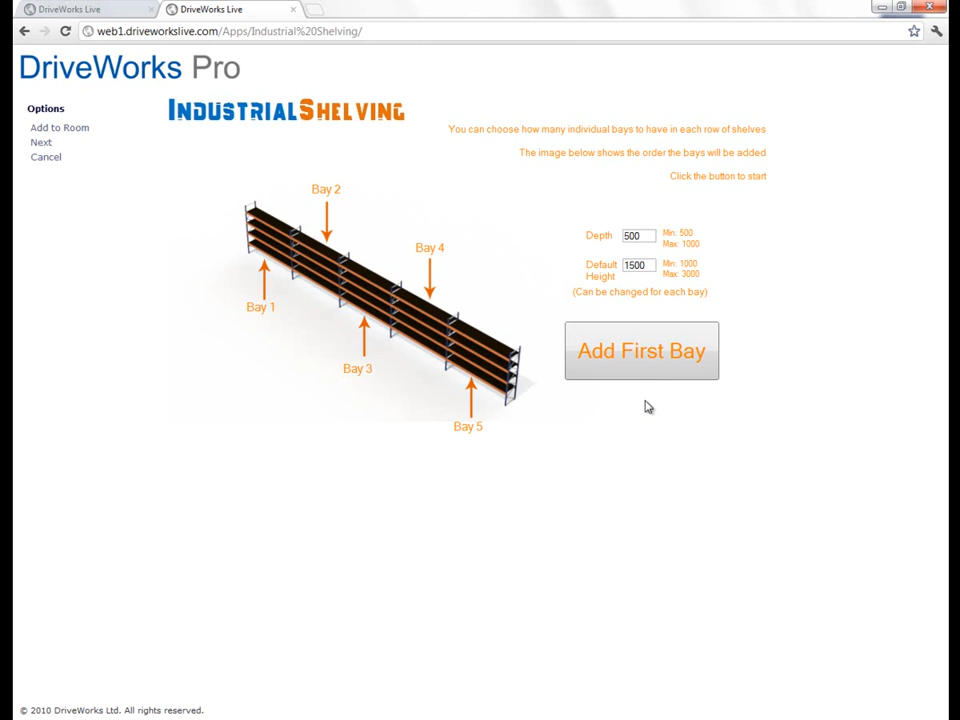 DriveWorks Live
DriveWorks Live
web1.driveworkslive.com/Apps/Industrial%20Shelving/
DriveWorks Pro
Options
Add to Room
Next
Cancel
INDUSTRIALSHELVING
You can choose how many individual bays to have in each row of shelves
The image below shows the order the bays will be added
Click the button to start
Bay 2
Bay 4
Bay 1
Bay 3
Bay 5
Depth 500 Min: 500
Max: 1000
Default 1500 Min: 1000
Height Max: 3000
(Can be changed for each bay)
Add First Bay
© 2010 DriveWorks Ltd. All rights reserved.